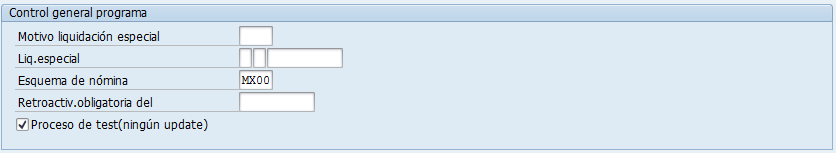 Control general programa
Motivo liquidación especial
Liq.especial
Esquema de nómina MX00
Retroactiv.obligatoria del
Proceso de test(ningún update)